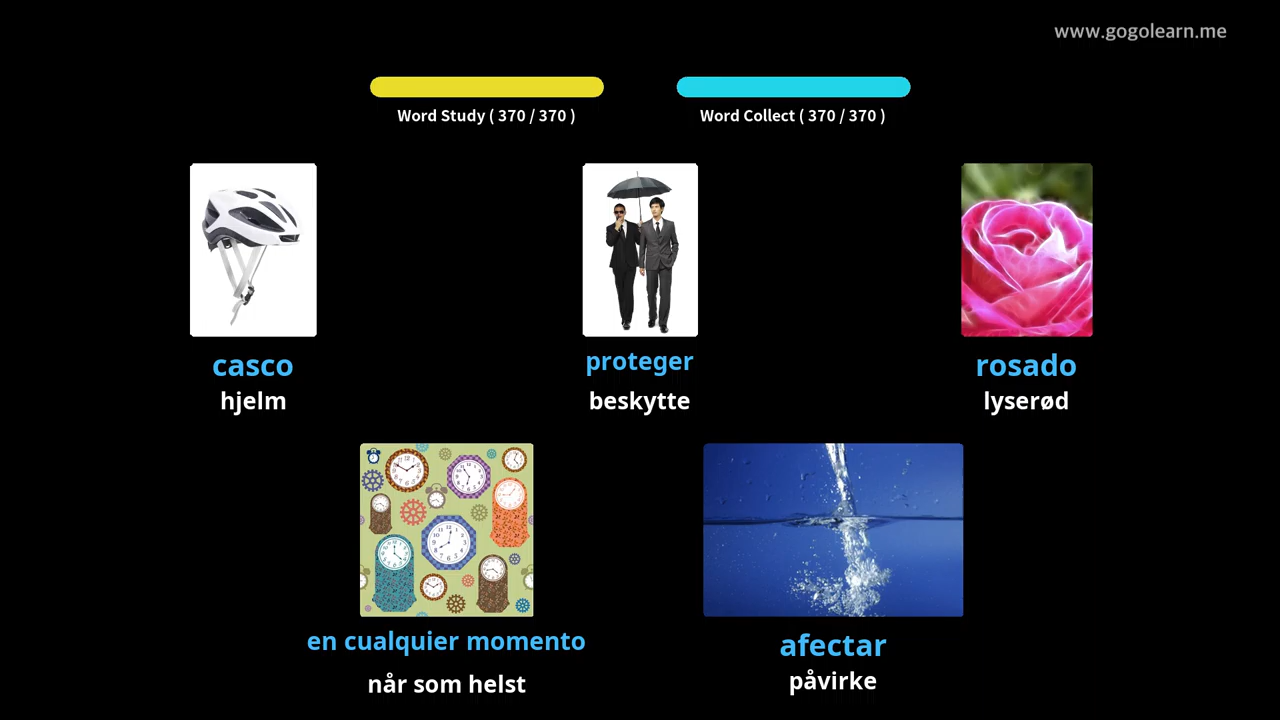 www.gogolearn.me
Word Study ( 370 / 370 )
Word Collect ( 370 / 370 )
casco
hjelm
proteger
beskytte
rosado
lyserød
en cualquier momento
når som helst
afectar
påvirke